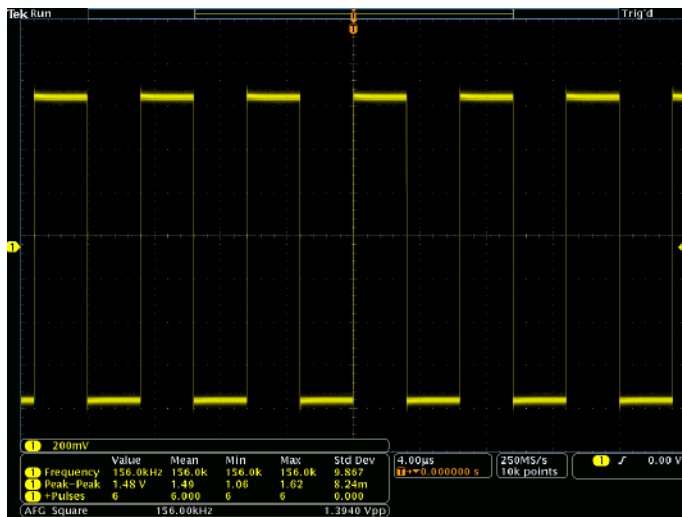 Tek Run Trig'd
T
T
1
1 200mV
Value Mean Min Max Std Dev
1 Frequency 156.0kHz 156.0k 156.0k 156.0k 9.867
1 Peak-Peak 1.48 V 1.49 1.06 1.62 8.24m
1 +Pulses 6 6.000 6 6 0.000
4.00µs
T→▾0.000000 s
250MS/s
10k points
1 ∫ 0.00 V
AFG Square 156.00kHz 1.3940 Vpp